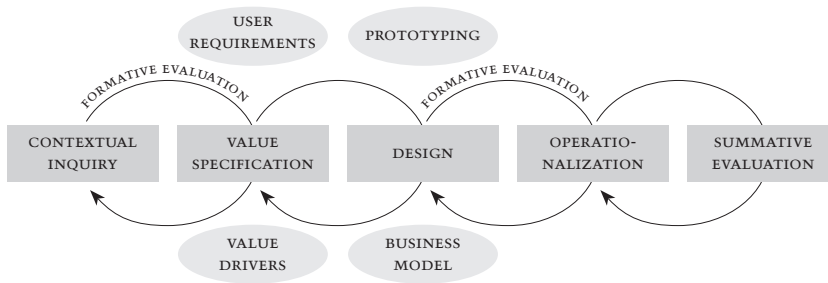 USER
REQUIREMENTS
PROTOTYPING
FORMATIVE EVALUATION
FORMATIVE EVALUATION
CONTEXTUAL
INQUIRY
VALUE
SPECIFICATION
DESIGN
OPERATIO-
NALIZATION
SUMMATIVE
EVALUATION
VALUE
DRIVERS
BUSINESS
MODEL